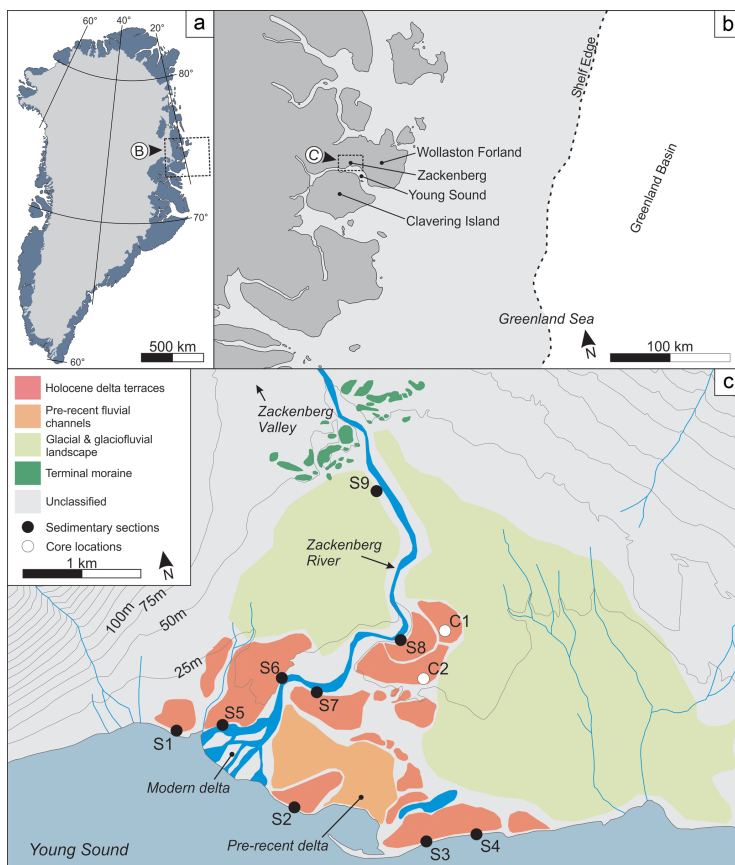 a
60°
40°
20°
80°
B
70°
60°
500 km
b
Shelf Edge
Greenland Basin
C
Wollaston Forland
Zackenberg
Young Sound
Clavering Island
Greenland Sea
N
100 km
c
Holocene delta terraces
Pre-recent fluvial
channels
Glacial & glaciofluvial
landscape
Terminal moraine
Unclassified
Sedimentary sections
Core locations
1 km
N
Zackenberg
Valley
S9
Zackenberg
River
100m
75m
50m
25m
C1
S8
C2
S6
S7
S5
S1
Modern delta
S2
Pre-recent delta
S3
S4
Young Sound